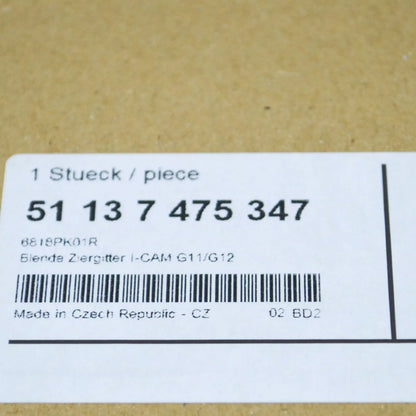 1 Stueck / piece
51 13 7 475 347
6818PK01R
Blende Ziergitter I-CAM G11/G12
Made in Czech Republic - CZ 02 BD2